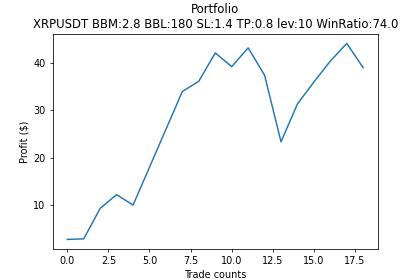 Portfolio
XRPUSDT BBM:2.8 BBL:180 SL:1.4 TP:0.8 lev:10 WinRatio:74.0
40
30
20
10
Profit ($)
0.0 2.5 5.0 7.5 10.0 12.5 15.0 17.5
Trade counts